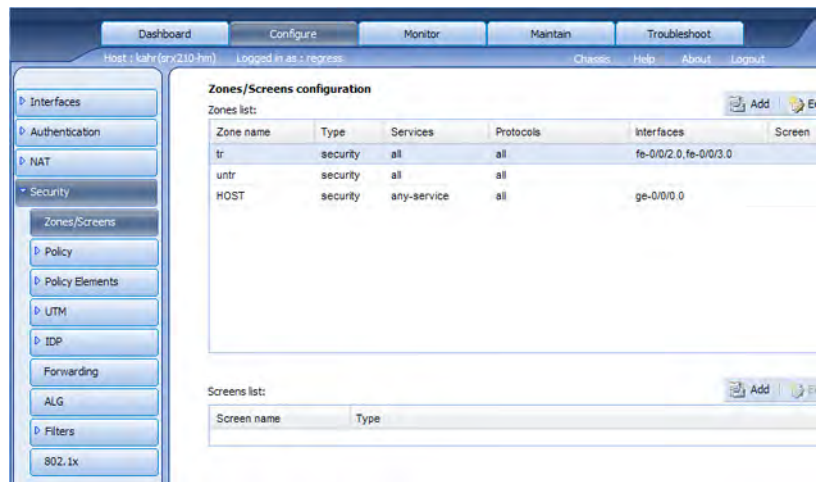 Dashboard Configure Monitor Maintain Troubleshoot
Host : kahr(srx210-hm) Logged in as : regress Chassis Help About Logout
Interfaces
Authentication
NAT
Security
Zones/Screens
Policy
Policy Elements
UTM
IDP
Forwarding
ALG
Filters
802.1x
Zones/Screens configuration
Zones list:
Add
Zone name Type Services Protocols Interfaces Screen
tr security all all fe-0/0/2.0,fe-0/0/3.0
untr security all all
HOST security any-service all ge-0/0/0.0
Screens list:
Add
Screen name Type